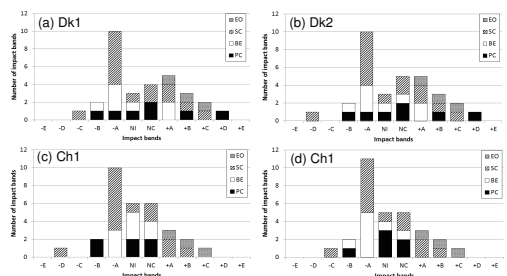 (a) Dk1
Number of impact bands
12
10
8
6
4
2
0
-E -D -C -B -A NI NC +A +B +C +D +E
Impact bands
EO
SC
BE
PC
(b) Dk2
Number of impact bands
12
10
8
6
4
2
0
-E -D -C -B -A NI NC +A +B +C +D +E
Impact bands
EO
SC
BE
PC
(c) Ch1
Number of impact bands
12
10
8
6
4
2
0
-E -D -C -B -A NI NC +A +B +C +D +E
Impact bands
EO
SC
BE
PC
(d) Ch1
Number of impact bands
12
10
8
6
4
2
0
-E -D -C -B -A NI NC +A +B +C +D +E
Impact bands
EO
SC
BE
PC